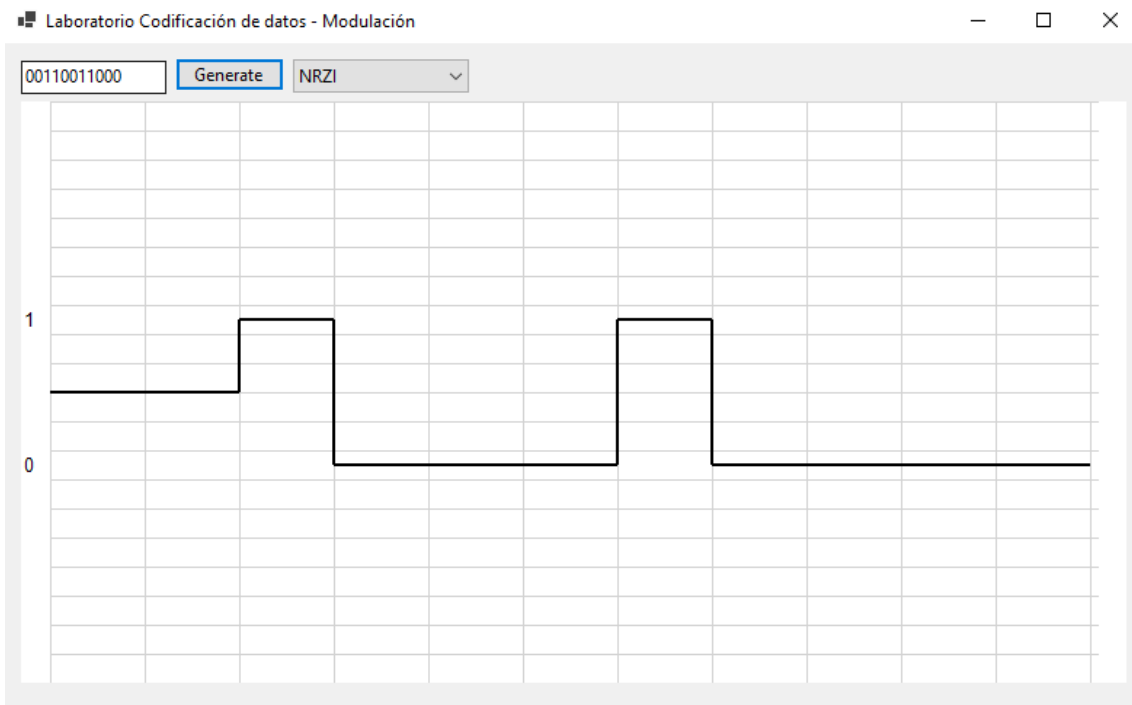 Laboratorio Codificación de datos - Modulación
00110011000 Generate NRZI
1
0